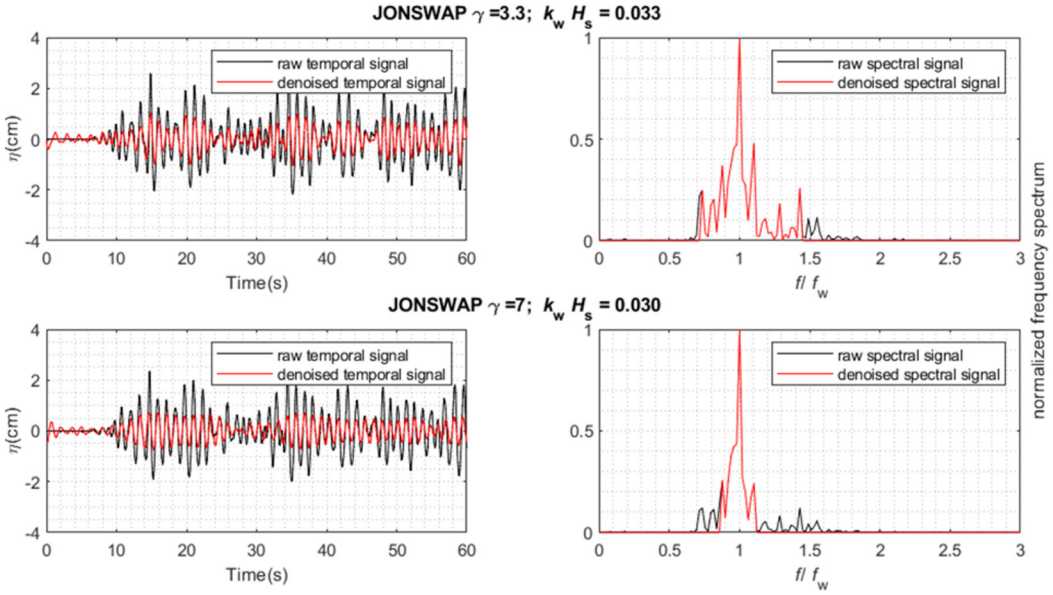 JONSWAP γ =3.3; k_w H_s = 0.033
4
2
0
-2
-4
η(cm)
raw temporal signal
denoised temporal signal
0 10 20 30 40 50 60
Time(s)
1
0.5
0
raw spectral signal
denoised spectral signal
0 0.5 1 1.5 2 2.5 3
f/ f_w
JONSWAP γ =7; k_w H_s = 0.030
4
2
0
-2
-4
η(cm)
raw temporal signal
denoised temporal signal
0 10 20 30 40 50 60
Time(s)
1
0.5
0
raw spectral signal
denoised spectral signal
0 0.5 1 1.5 2 2.5 3
f/ f_w
normalized frequency spectrum